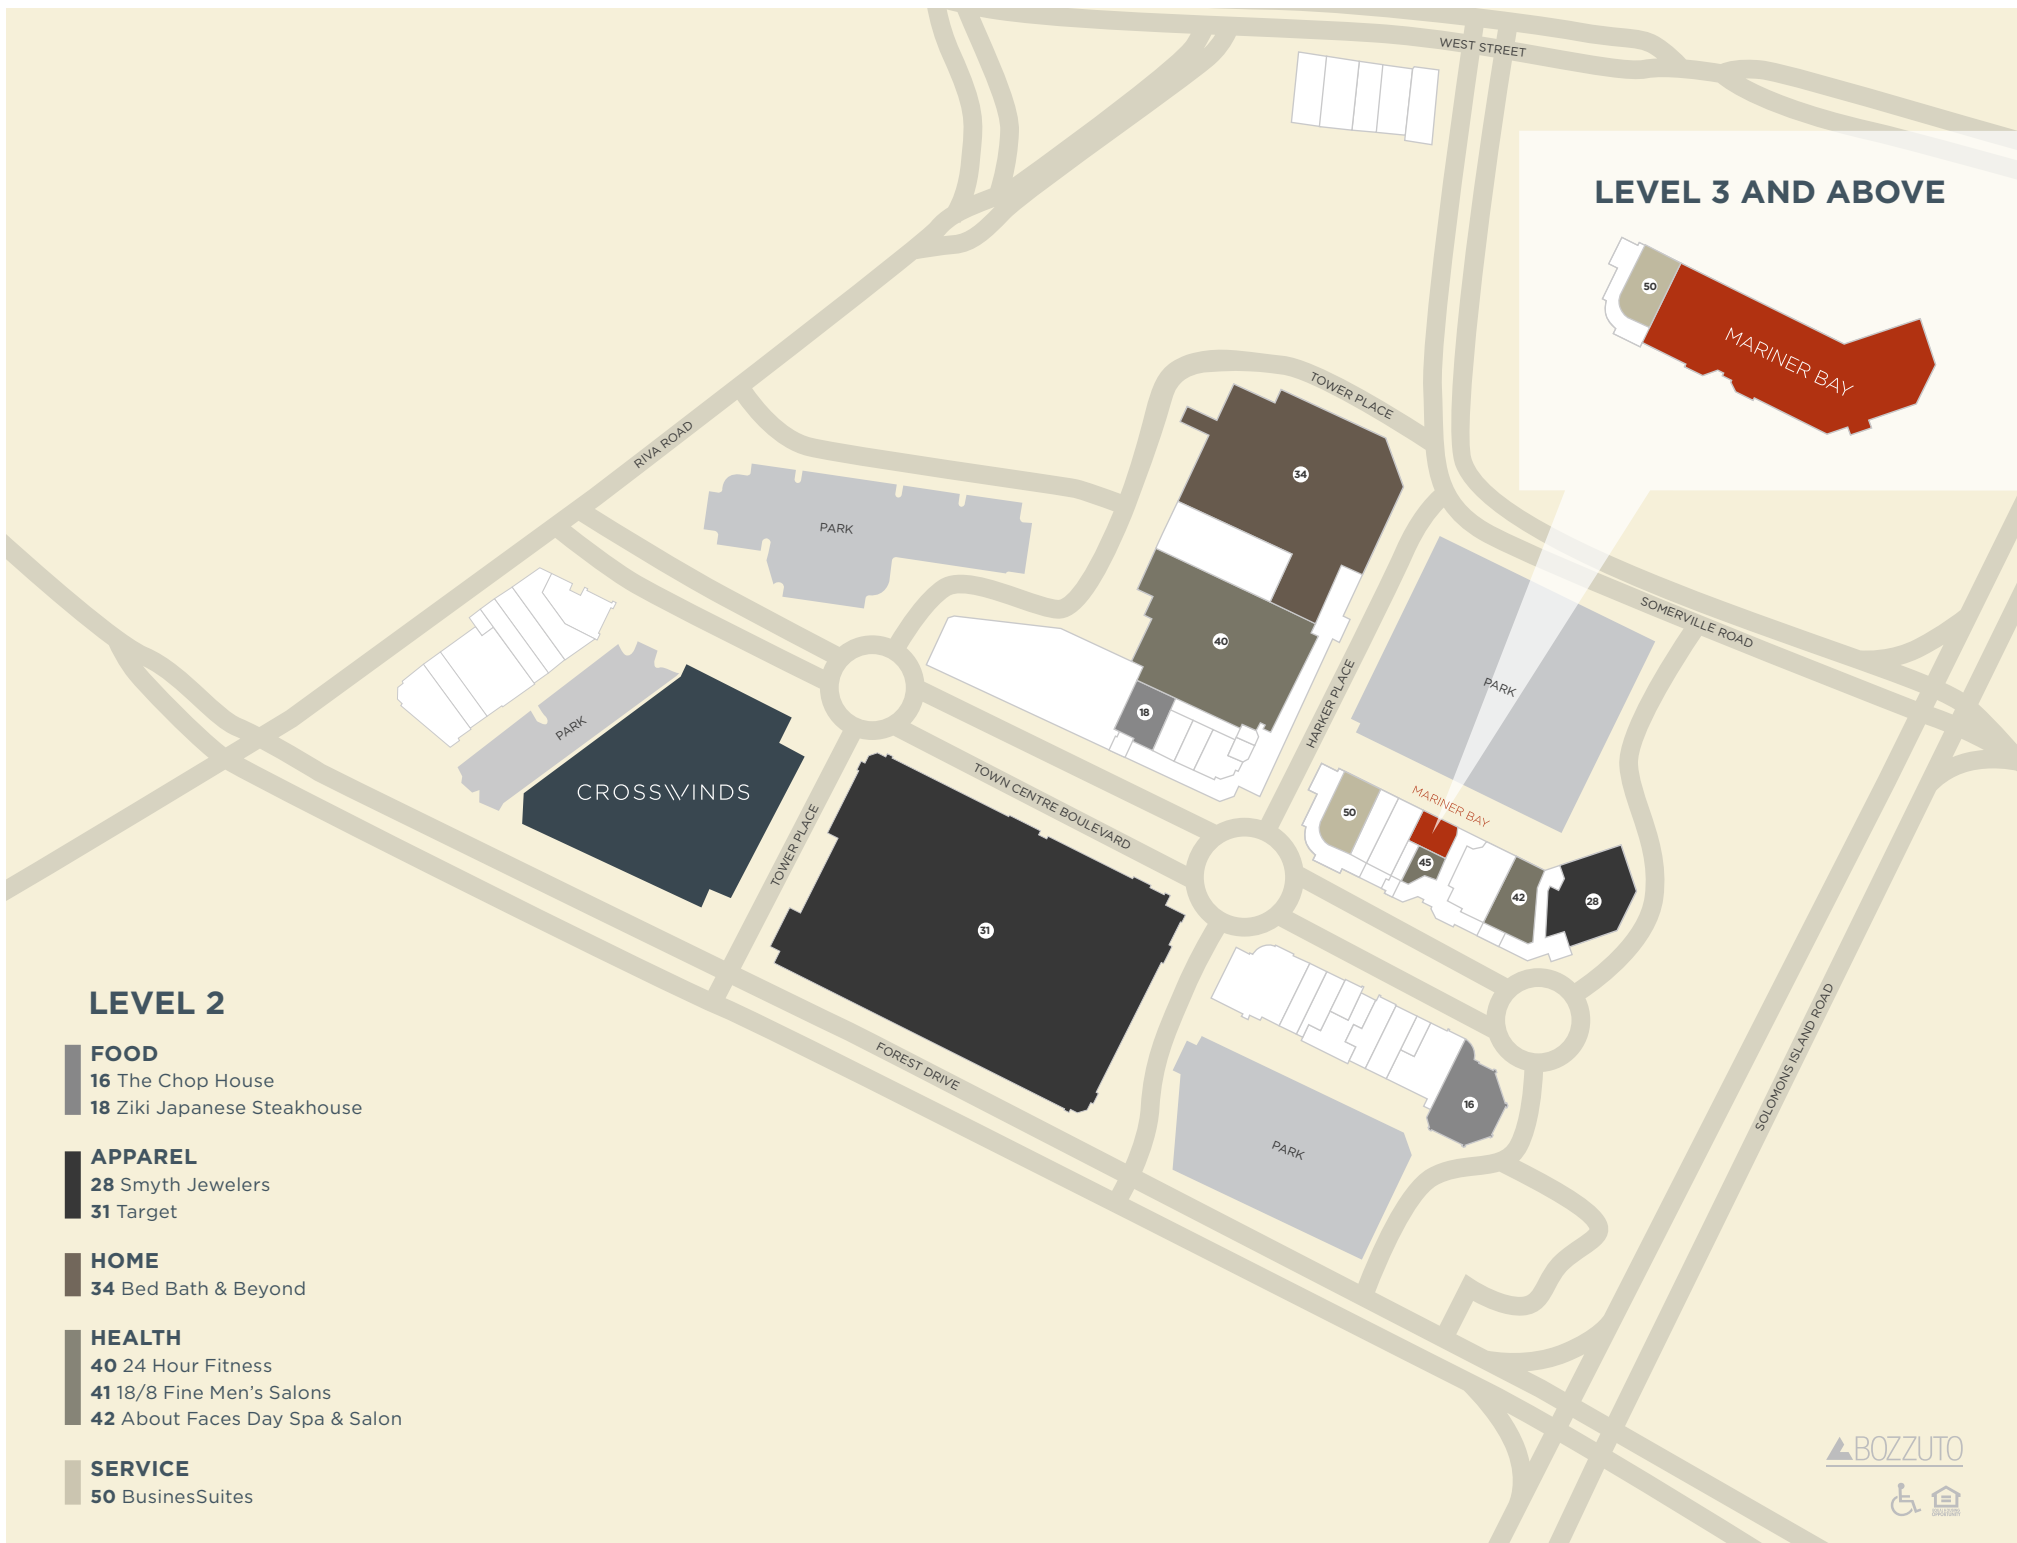 WEST STREET
LEVEL 3 AND ABOVE
50
MARINER BAY
TOWER PLACE
RIVA ROAD
34
PARK
SOMERVILLE ROAD
40
PARK
HARKER PLACE
18
PARK
CROSSWINDS
TOWN CENTRE BOULEVARD
MARINER BAY
50
45
42
28
TOWER PLACE
31
SOLOMONS ISLAND ROAD
FOREST DRIVE
16
PARK
LEVEL 2
FOOD
16 The Chop House
18 Ziki Japanese Steakhouse
APPAREL
28 Smyth Jewelers
31 Target
HOME
34 Bed Bath & Beyond
HEALTH
40 24 Hour Fitness
41 18/8 Fine Men's Salons
42 About Faces Day Spa & Salon
SERVICE
50 BusinesSuites
BOZZUTO